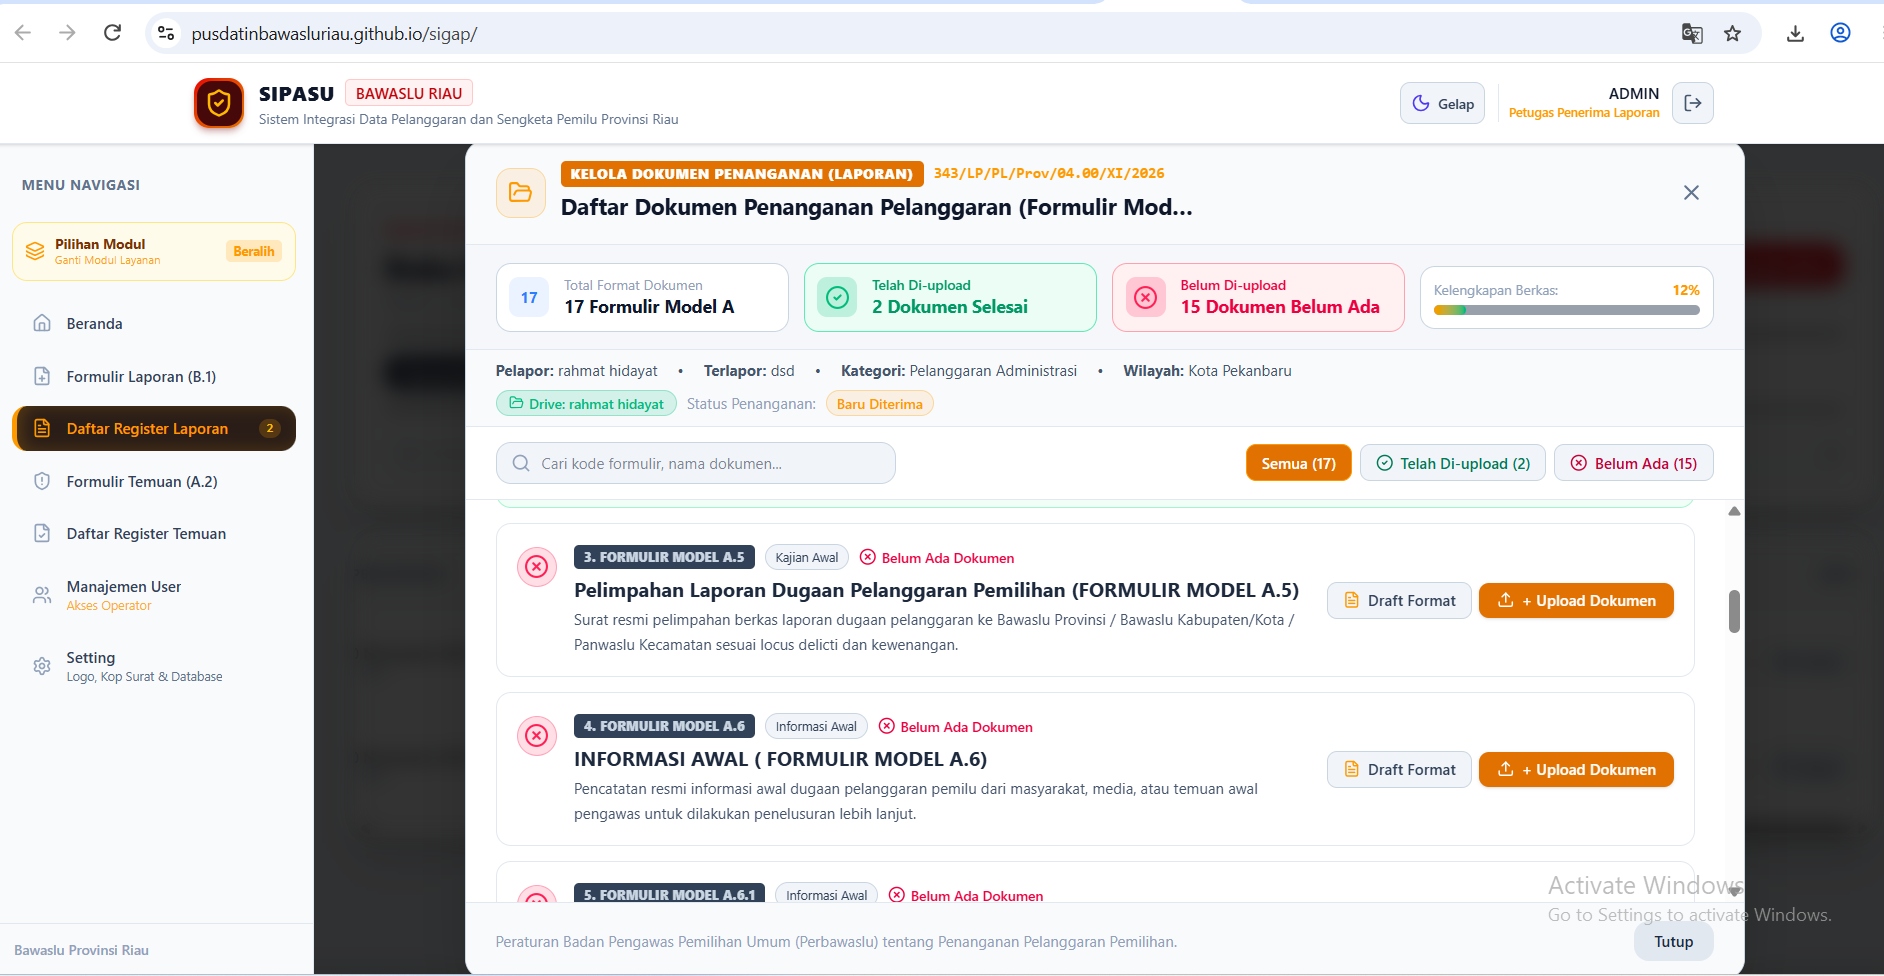 pusdatinbawasluriau.github.io/sigap/
SIPASU BAWASLU RIAU
Sistem Integrasi Data Pelanggaran dan Sengketa Pemilu Provinsi Riau
Gelap
ADMIN
Petugas Penerima Laporan
MENU NAVIGASI
Pilihan Modul
Ganti Modul Layanan
Beralih
Beranda
Formulir Laporan (B.1)
Daftar Register Laporan 2
Formulir Temuan (A.2)
Daftar Register Temuan
Manajemen User
Akses Operator
Setting
Logo, Kop Surat & Database
Bawaslu Provinsi Riau
KELOLA DOKUMEN PENANGANAN (LAPORAN) 343/LP/PL/Prov/04.00/XI/2026
Daftar Dokumen Penanganan Pelanggaran (Formulir Mod...
17
Total Format Dokumen
17 Formulir Model A
Telah Di-upload
2 Dokumen Selesai
Belum Di-upload
15 Dokumen Belum Ada
Kelengkapan Berkas: 12%
Pelapor: rahmat hidayat • Terlapor: dsd • Kategori: Pelanggaran Administrasi • Wilayah: Kota Pekanbaru
Drive: rahmat hidayat Status Penanganan: Baru Diterima
Cari kode formulir, nama dokumen...
Semua (17) Telah Di-upload (2) Belum Ada (15)
3. FORMULIR MODEL A.5 Kajian Awal Belum Ada Dokumen
Pelimpahan Laporan Dugaan Pelanggaran Pemilihan (FORMULIR MODEL A.5)
Surat resmi pelimpahan berkas laporan dugaan pelanggaran ke Bawaslu Provinsi / Bawaslu Kabupaten/Kota /
Panwaslu Kecamatan sesuai locus delicti dan kewenangan.
Draft Format + Upload Dokumen
4. FORMULIR MODEL A.6 Informasi Awal Belum Ada Dokumen
INFORMASI AWAL ( FORMULIR MODEL A.6)
Pencatatan resmi informasi awal dugaan pelanggaran pemilu dari masyarakat, media, atau temuan awal
pengawas untuk dilakukan penelusuran lebih lanjut.
Draft Format + Upload Dokumen
5. FORMULIR MODEL A.6.1 Informasi Awal Belum Ada Dokumen
Peraturan Badan Pengawas Pemilihan Umum (Perbawaslu) tentang Penanganan Pelanggaran Pemilihan.
Tutup
Activate Windows
Go to Settings to activate Windows.